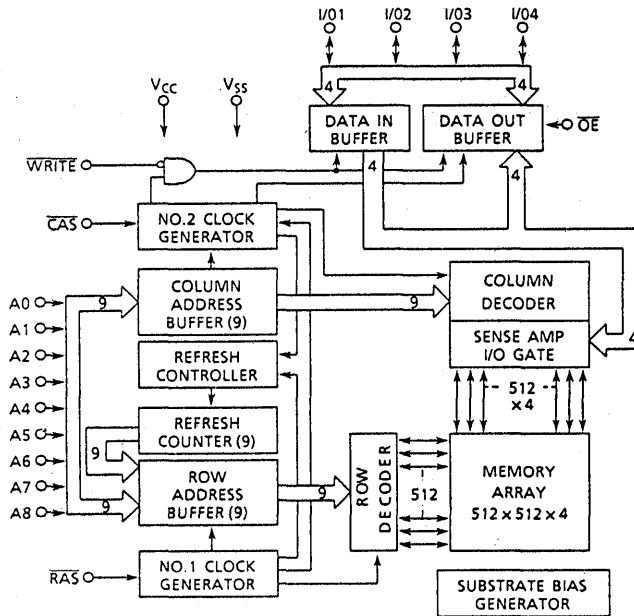 I/O1 I/O2 I/O3 I/O4
4 4
VCC VSS
DATA IN
BUFFER
DATA OUT
BUFFER
OE
WRITE
4 4
CAS
NO.2 CLOCK
GENERATOR
A0
A1
A2
A3
A4
A5
A6
A7
A8
9
COLUMN
ADDRESS
BUFFER (9)
9
COLUMN
DECODER
SENSE AMP
I/O GATE
4
REFRESH
CONTROLLER
512
×4
REFRESH
COUNTER (9)
9
9
ROW
ADDRESS
BUFFER (9)
9
ROW
DECODER
512
MEMORY
ARRAY
512×512×4
RAS
NO.1 CLOCK
GENERATOR
SUBSTRATE BIAS
GENERATOR